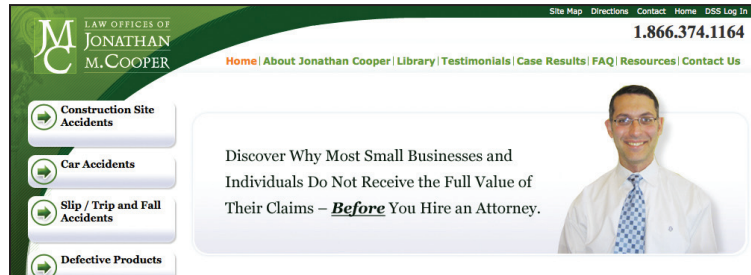 Site Map Directions Contact Home DSS Log In
LAW OFFICES OF
JONATHAN
M.COOPER
JMC
1.866.374.1164
Home| About Jonathan Cooper| Library| Testimonials| Case Results| FAQ| Resources| Contact Us
Construction Site
Accidents
Car Accidents
Slip / Trip and Fall
Accidents
Defective Products
Discover Why Most Small Businesses and
Individuals Do Not Receive the Full Value of
Their Claims – Before You Hire an Attorney.